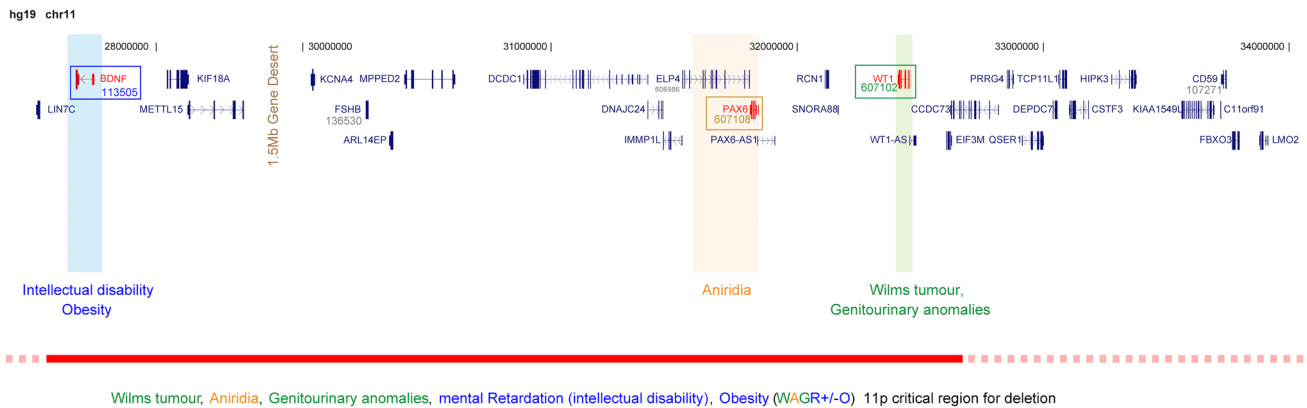 hg19 chr11
28000000 | | 30000000 31000000 | 32000000 | 33000000 | 34000000 |
BDNF KIF18A KCNA4 MPPED2 DCDC1 ELP4 RCN1 WT1 PRRG4 TCP11L1 HIPK3 CD59
113505 606986 607102 107271
LIN7C METTL15 FSHB DNAJC24 PAX6 SNORA88 CCDC73 DEPDC7 CSTF3 KIAA1549L C11orf91
136530 607108
ARL14EP IMMP1L PAX6-AS1 WT1-AS EIF3M QSER1 FBXO3 LMO2
1.5Mb Gene Desert
Intellectual disability Aniridia Wilms tumour,
Obesity Genitourinary anomalies
Wilms tumour, Aniridia, Genitourinary anomalies, mental Retardation (intellectual disability), Obesity (WAGR+/-O) 11p critical region for deletion